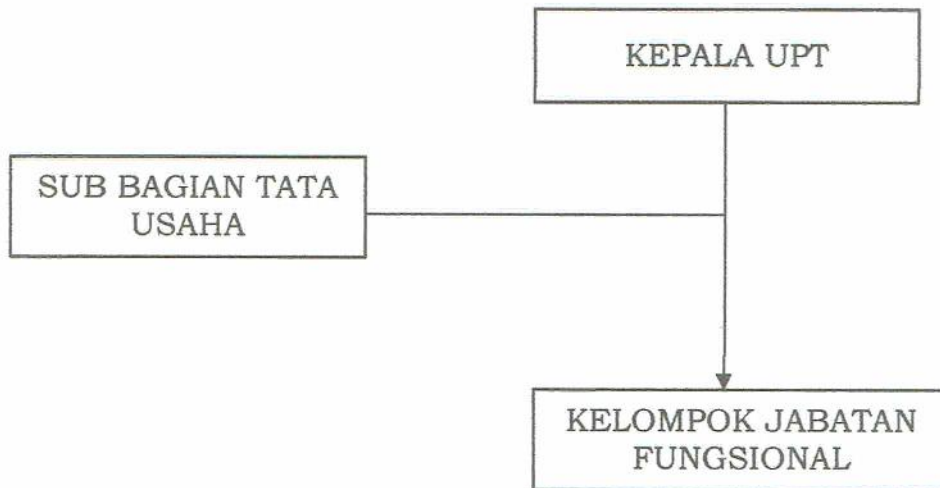 KEPALA UPT
SUB BAGIAN TATA
USAHA
KELOMPOK JABATAN
FUNGSIONAL